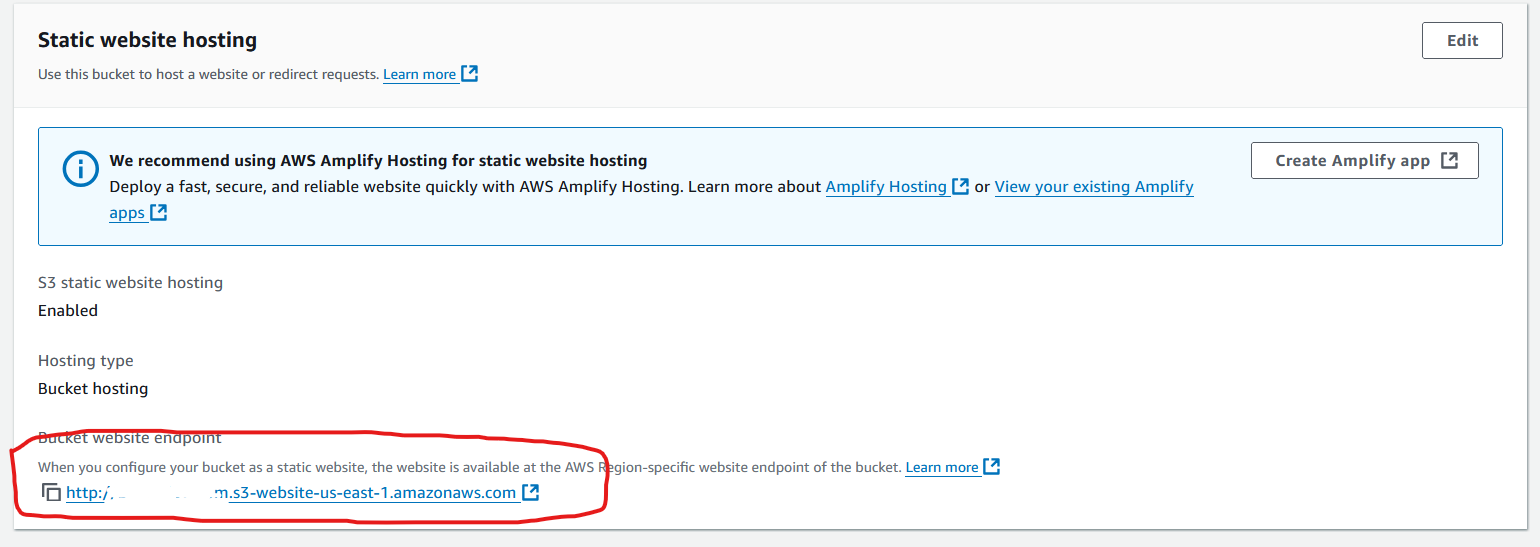 Static website hosting
Edit
Use this bucket to host a website or redirect requests. Learn more
We recommend using AWS Amplify Hosting for static website hosting
Create Amplify app
Deploy a fast, secure, and reliable website quickly with AWS Amplify Hosting. Learn more about Amplify Hosting or View your existing Amplify
apps
S3 static website hosting
Enabled
Hosting type
Bucket hosting
Bucket website endpoint
When you configure your bucket as a static website, the website is available at the AWS Region-specific website endpoint of the bucket. Learn more
http:/ m.s3-website-us-east-1.amazonaws.com